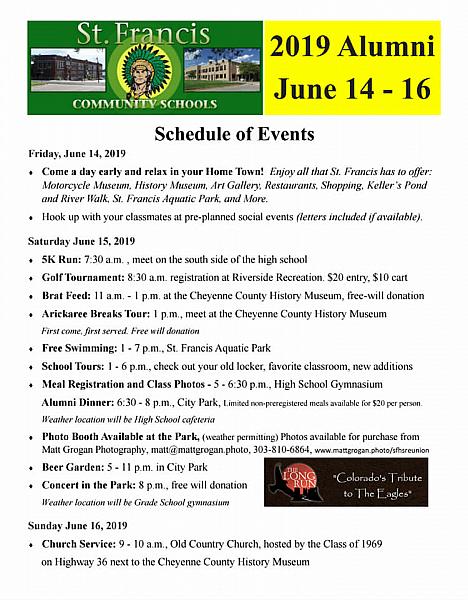 St. Francis
COMMUNITY SCHOOLS
2019 Alumni
June 14 - 16
Schedule of Events
Friday, June 14, 2019
♦ Come a day early and relax in your Home Town! Enjoy all that St. Francis has to offer:
Motorcycle Museum, History Museum, Art Gallery, Restaurants, Shopping, Keller's Pond
and River Walk, St. Francis Aquatic Park, and More.
♦ Hook up with your classmates at pre-planned social events (letters included if available).
Saturday June 15, 2019
♦ 5K Run: 7:30 a.m. , meet on the south side of the high school
♦ Golf Tournament: 8:30 a.m. registration at Riverside Recreation. $20 entry, $10 cart
♦ Brat Feed: 11 a.m. - 1 p.m. at the Cheyenne County History Museum, free-will donation
♦ Arickaree Breaks Tour: 1 p.m., meet at the Cheyenne County History Museum
First come, first served. Free will donation
♦ Free Swimming: 1 - 7 p.m., St. Francis Aquatic Park
♦ School Tours: 1 - 6 p.m., check out your old locker, favorite classroom, new additions
♦ Meal Registration and Class Photos - 5 - 6:30 p.m., High School Gymnasium
Alumni Dinner: 6:30 - 8 p.m., City Park, Limited non-preregistered meals available for $20 per person.
Weather location will be High School cafeteria
♦ Photo Booth Available at the Park, (weather permitting) Photos available for purchase from
Matt Grogan Photography, matt@mattgrogan.photo, 303-810-6864, www.mattgrogan.photo/sfhsreunion
♦ Beer Garden: 5 - 11 p.m. in City Park
♦ Concert in the Park: 8 p.m., free will donation
Weather location will be Grade School gymnasium
THE
LONG
RUN
"Colorado's Tribute
to The Eagles"
Sunday June 16, 2019
♦ Church Service: 9 - 10 a.m., Old Country Church, hosted by the Class of 1969
on Highway 36 next to the Cheyenne County History Museum